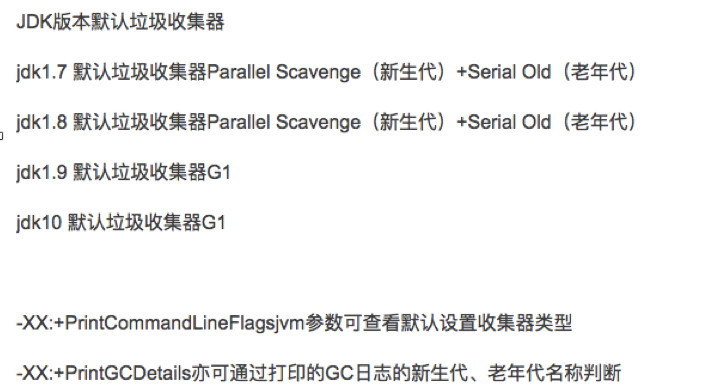 JDK版本默认垃圾收集器
jdk1.7 默认垃圾收集器Parallel Scavenge（新生代）+Serial Old（老年代）
jdk1.8 默认垃圾收集器Parallel Scavenge（新生代）+Serial Old（老年代）
jdk1.9 默认垃圾收集器G1
jdk10 默认垃圾收集器G1
-XX:+PrintCommandLineFlagsjvm参数可查看默认设置收集器类型
-XX:+PrintGCDetails亦可通过打印的GC日志的新生代、老年代名称判断